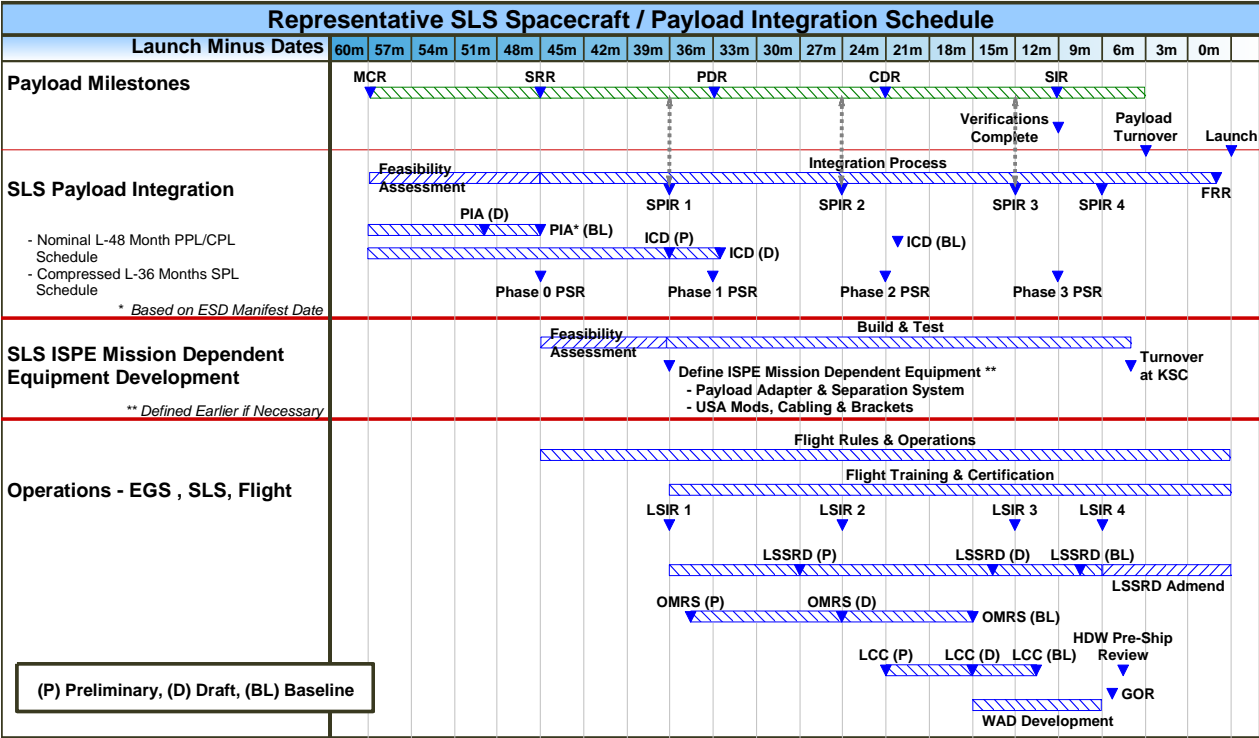 Representative SLS Spacecraft / Payload Integration Schedule
Launch Minus Dates 60m 57m 54m 51m 48m 45m 42m 39m 36m 33m 30m 27m 24m 21m 18m 15m 12m 9m 6m 3m 0m
Payload Milestones
MCR SRR PDR CDR SIR
Verifications
Complete
Payload
Turnover
Launch
SLS Payload Integration
Feasibility
Assessment
Integration Process
SPIR 1 SPIR 2 SPIR 3 SPIR 4 FRR
- Nominal L-48 Month PPL/CPL
Schedule
- Compressed L-36 Months SPL
Schedule
* Based on ESD Manifest Date
PIA (D) PIA* (BL)
ICD (P) ICD (D) ICD (BL)
Phase 0 PSR Phase 1 PSR Phase 2 PSR Phase 3 PSR
SLS ISPE Mission Dependent
Equipment Development
** Defined Earlier if Necessary
Feasibility
Assessment
Build & Test
Define ISPE Mission Dependent Equipment **
- Payload Adapter & Separation System
- USA Mods, Cabling & Brackets
Turnover
at KSC
Operations - EGS , SLS, Flight
Flight Rules & Operations
Flight Training & Certification
LSIR 1 LSIR 2 LSIR 3 LSIR 4
LSSRD (P) LSSRD (D) LSSRD (BL)
LSSRD Admend
OMRS (P) OMRS (D) OMRS (BL)
LCC (P) LCC (D) LCC (BL)
HDW Pre-Ship
Review
GOR
WAD Development
(P) Preliminary, (D) Draft, (BL) Baseline